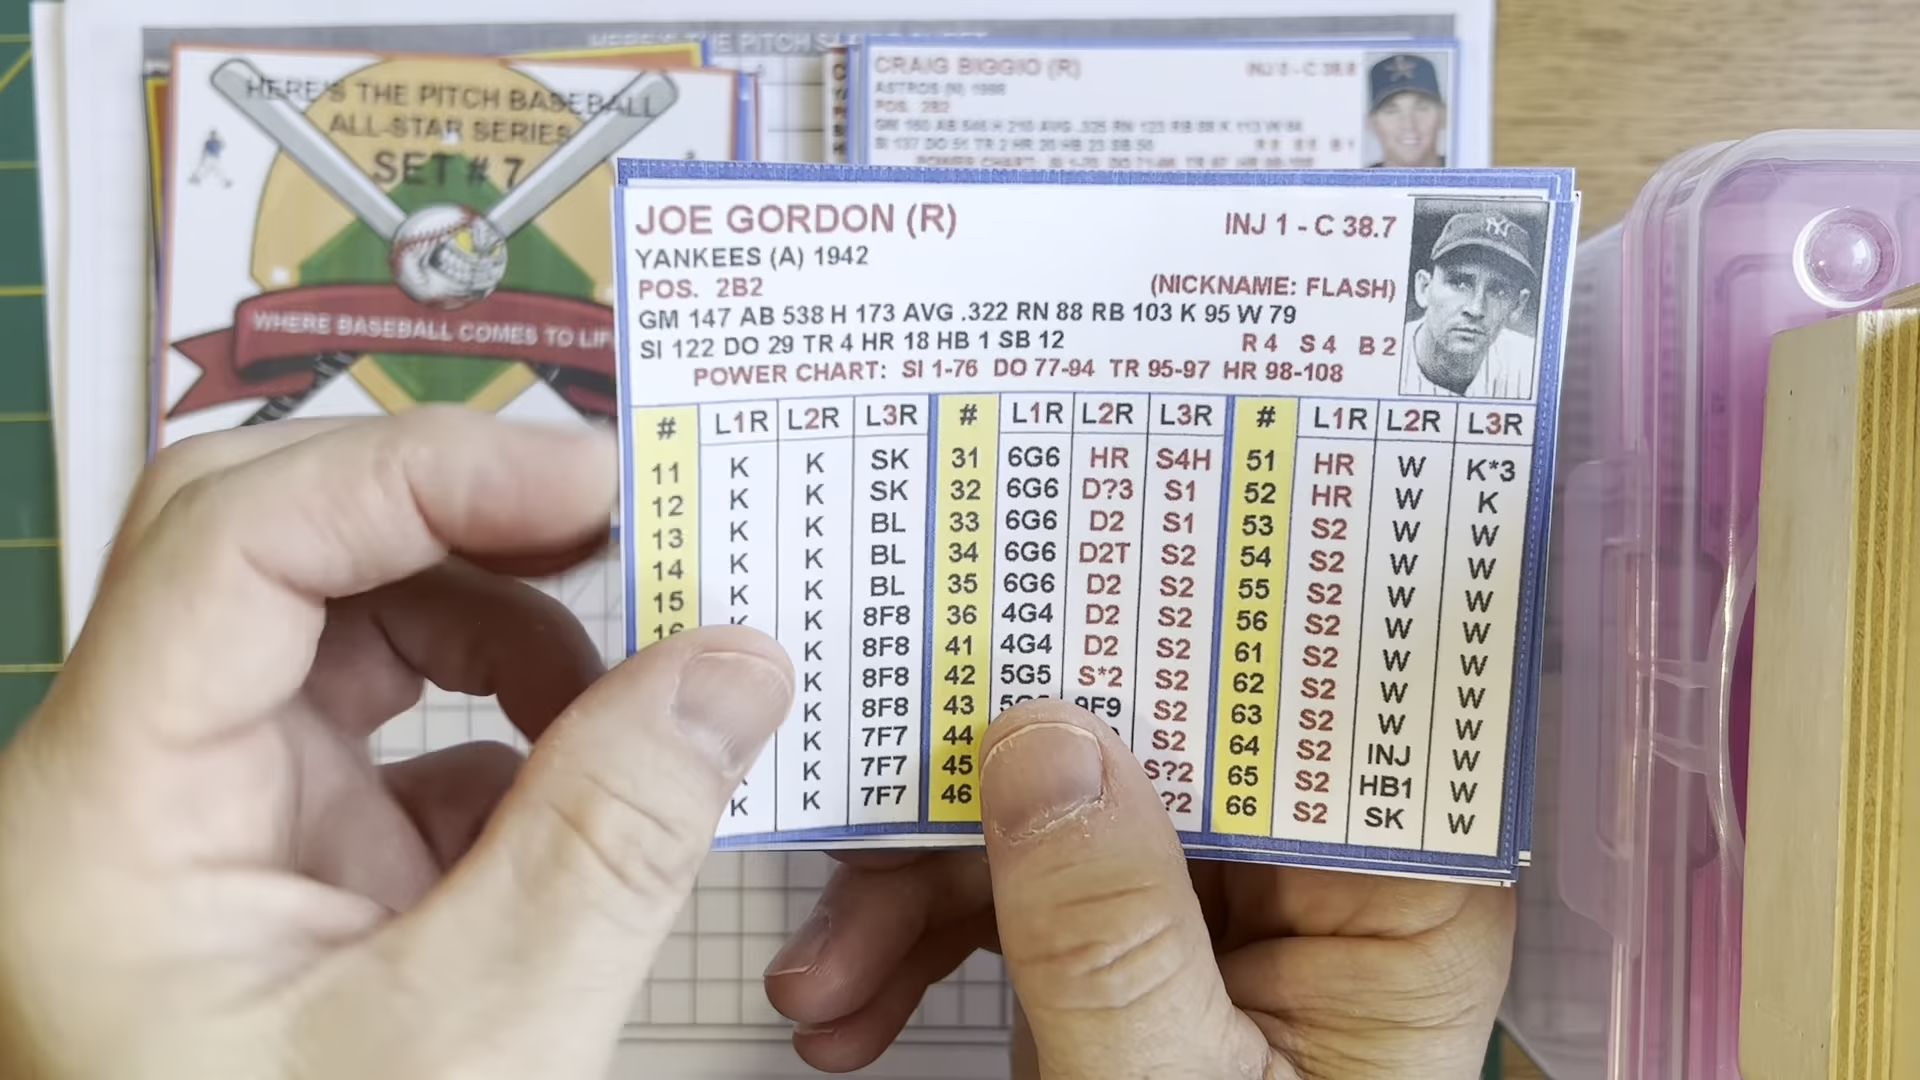 HERE'S THE PITCH BASEBALL
ALL-STAR SERIES
SET # 7
WHERE BASEBALL COMES TO LIF
CRAIG BIGGIO (R)
ASTROS (N) 1998
POS. 2B2
JOE GORDON (R) INJ 1 - C 38.7
YANKEES (A) 1942
POS. 2B2 (NICKNAME: FLASH)
GM 147 AB 538 H 173 AVG .322 RN 88 RB 103 K 95 W 79
SI 122 DO 29 TR 4 HR 18 HB 1 SB 12 R 4 S 4 B 2
POWER CHART: SI 1-76 DO 77-94 TR 95-97 HR 98-108
# L1R L2R L3R # L1R L2R L3R # L1R L2R L3R
11 K K SK 31 6G6 HR S4H 51 HR W K*3
12 K K SK 32 6G6 D?3 S1 52 HR W K
13 K K BL 33 6G6 D2 S1 53 S2 W W
14 K K BL 34 6G6 D2T S2 54 S2 W W
15 K K BL 35 6G6 D2 S2 55 S2 W W
16 K K 8F8 36 4G4 D2 S2 56 S2 W W
K 8F8 41 4G4 D2 S2 61 S2 W W
K 8F8 42 5G5 S*2 S2 62 S2 W W
K 8F8 43 9F9 S2 63 S2 W W
K 7F7 44 S2 64 S2 INJ W
K K 7F7 45 S?2 65 S2 HB1 W
K K 7F7 46 ?2 66 S2 SK W